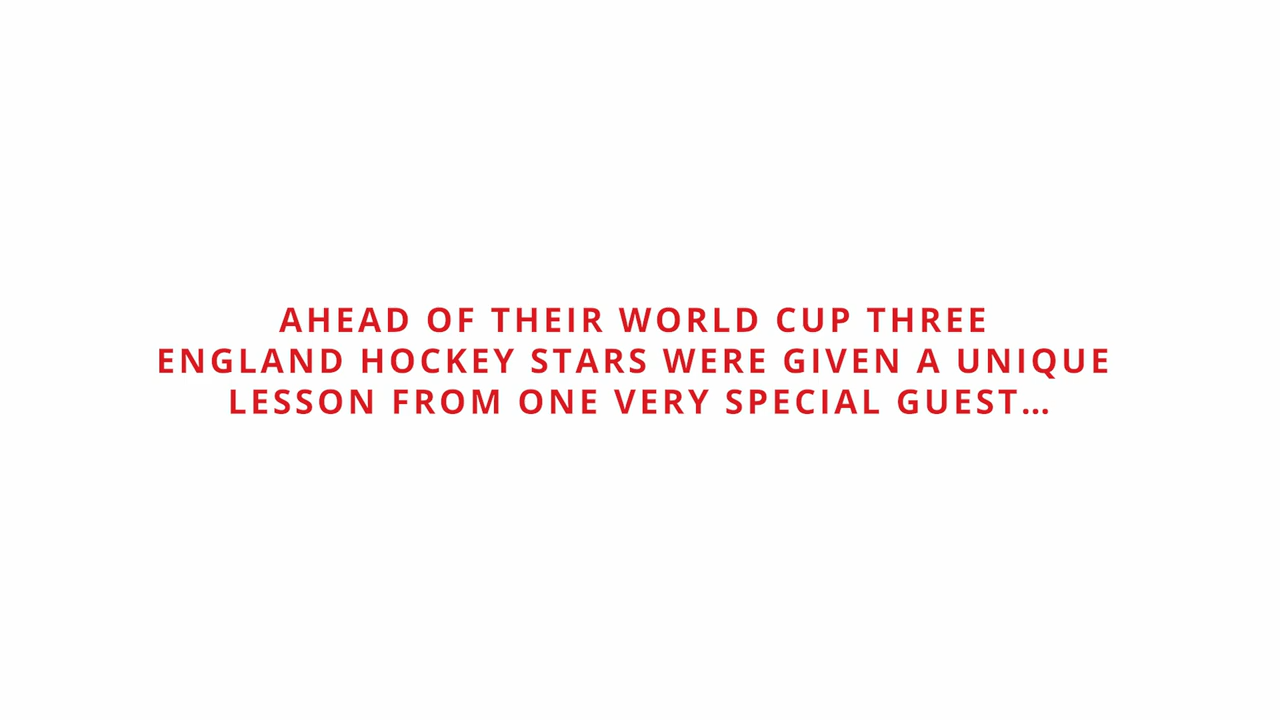 AHEAD OF THEIR WORLD CUP THREE
ENGLAND HOCKEY STARS WERE GIVEN A UNIQUE
LESSON FROM ONE VERY SPECIAL GUEST…